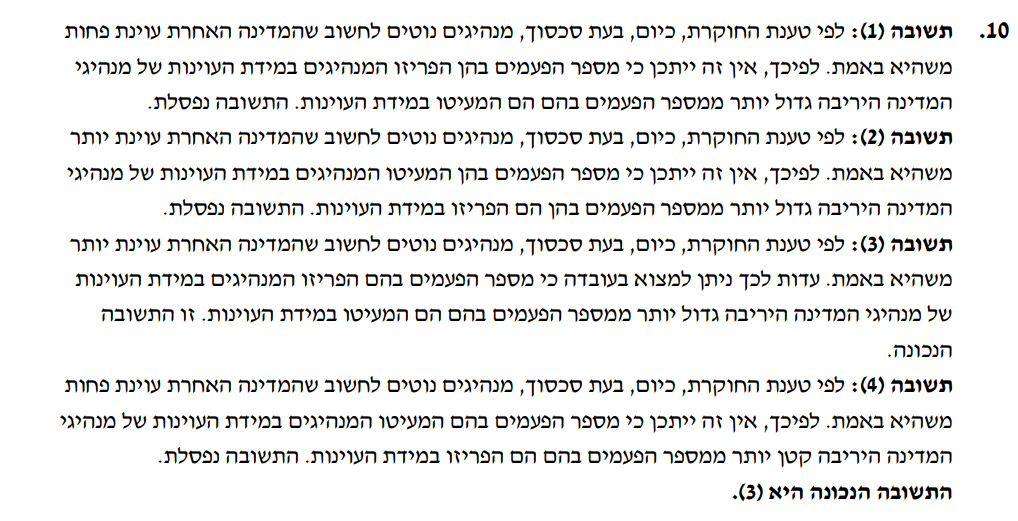 10. תשובה (1): לפי טענת החוקרת, כיום, בעת סכסוך, מנהיגים נוטים לחשוב שהמדינה האחרת עוינת פחות
משהיא באמת. לפיכך, אין זה ייתכן כי מספר הפעמים בהן הפריזו המנהיגים במידת העוינות של מנהיגי
המדינה היריבה גדול יותר ממספר הפעמים בהם הם המעיטו במידת העוינות. התשובה נפסלת.
תשובה (2): לפי טענת החוקרת, כיום, בעת סכסוך, מנהיגים נוטים לחשוב שהמדינה האחרת עוינת יותר
משהיא באמת. לפיכך, אין זה ייתכן כי מספר הפעמים בהן המעיטו המנהיגים במידת העוינות של מנהיגי
המדינה היריבה גדול יותר ממספר הפעמים בהן הם הפריזו במידת העוינות. התשובה נפסלת.
תשובה (3): לפי טענת החוקרת, כיום, בעת סכסוך, מנהיגים נוטים לחשוב שהמדינה האחרת עוינת יותר
משהיא באמת. עדות לכך ניתן למצוא בעובדה כי מספר הפעמים בהם הפריזו המנהיגים במידת העוינות
של מנהיגי המדינה היריבה גדול יותר ממספר הפעמים בהם הם המעיטו במידת העוינות. זו התשובה
הנכונה.
תשובה (4): לפי טענת החוקרת, כיום, בעת סכסוך, מנהיגים נוטים לחשוב שהמדינה האחרת עוינת פחות
משהיא באמת. לפיכך, אין זה ייתכן כי מספר הפעמים בהם המעיטו המנהיגים במידת העוינות של מנהיגי
המדינה היריבה קטן יותר ממספר הפעמים בהם הם הפריזו במידת העוינות. התשובה נפסלת.
התשובה הנכונה היא (3).